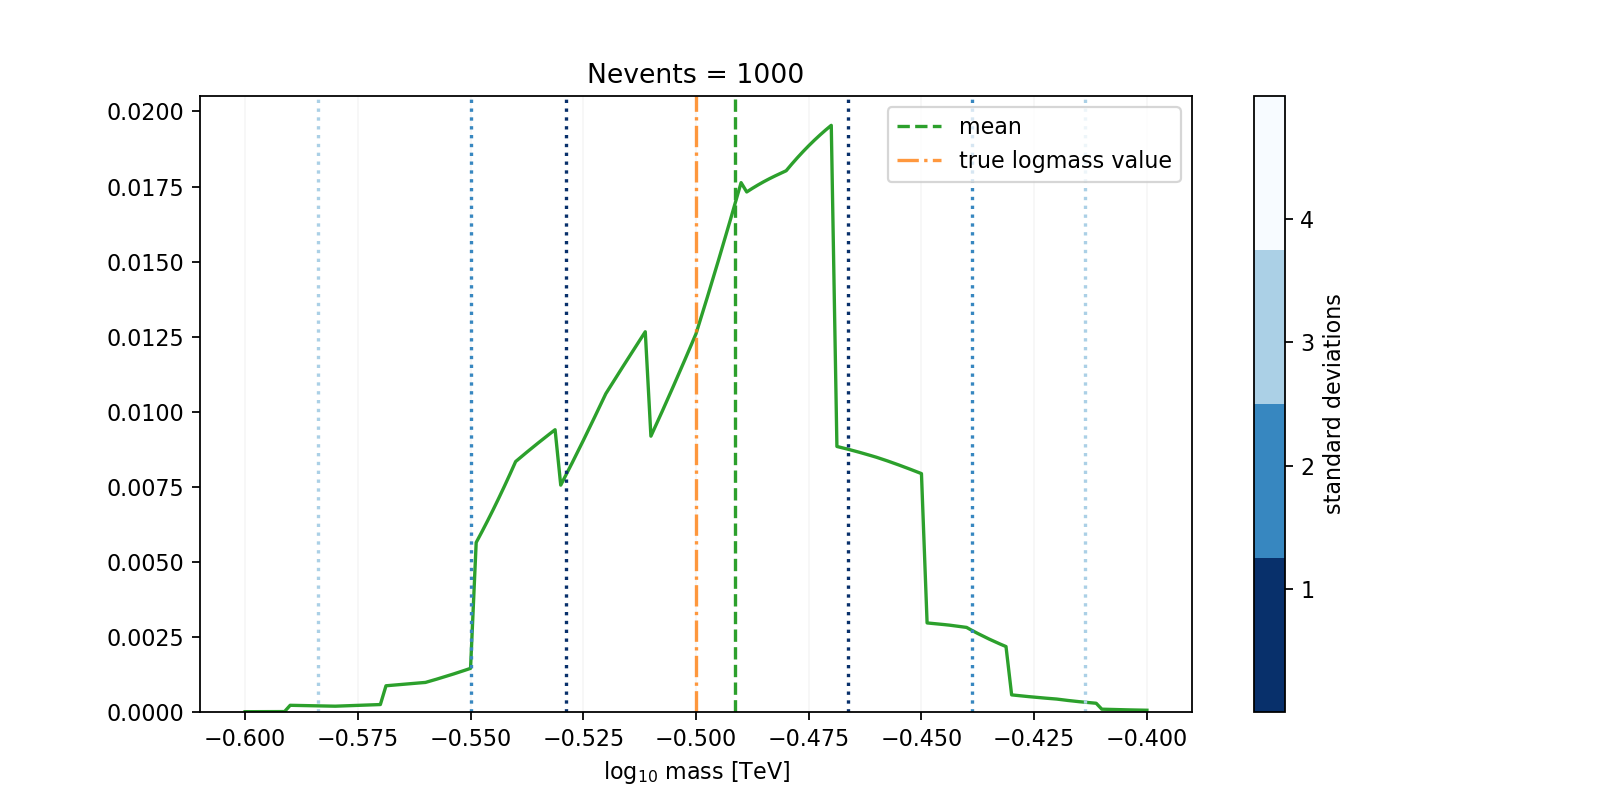 Nevents = 1000
0.0200
0.0175
0.0150
0.0125
0.0100
0.0075
0.0050
0.0025
0.0000
mean
true logmass value
−0.600 −0.575 −0.550 −0.525 −0.500 −0.475 −0.450 −0.425 −0.400
log₁₀ mass [TeV]
4
3
2
1
standard deviations